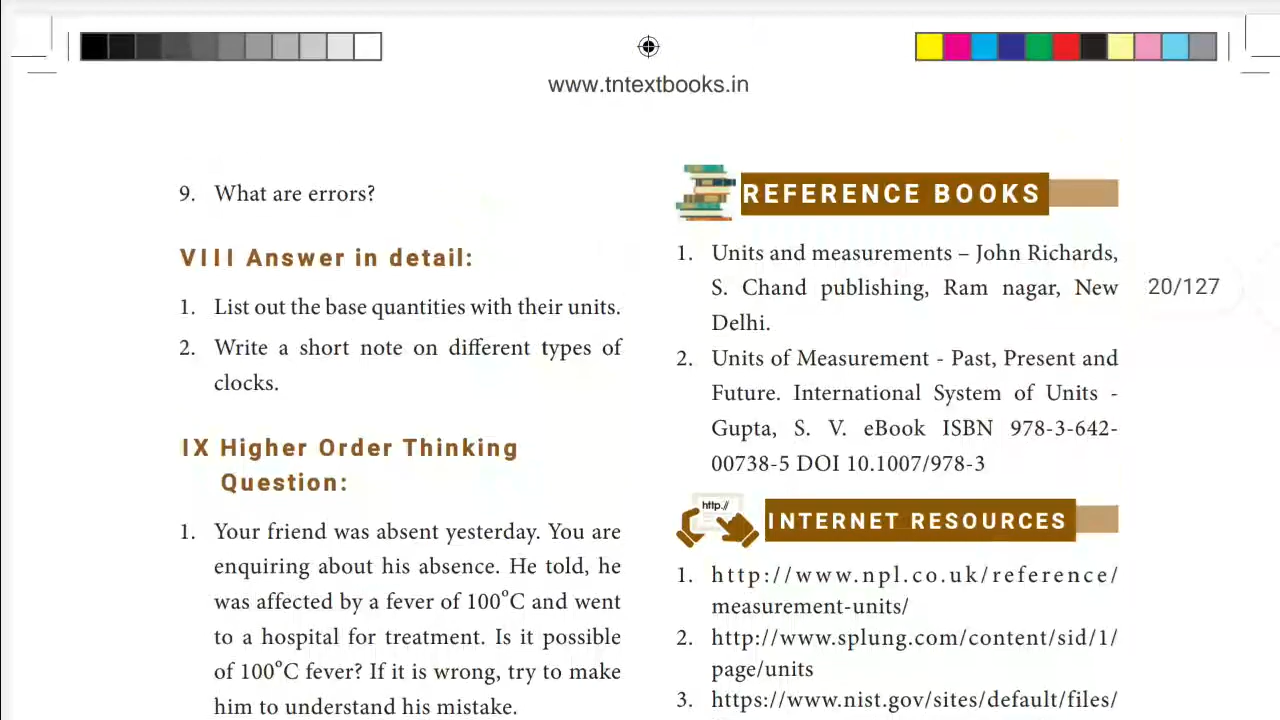 www.tntextbooks.in
9. What are errors?
VIII Answer in detail:
1. List out the base quantities with their units.
2. Write a short note on different types of
clocks.
IX Higher Order Thinking
Question:
1. Your friend was absent yesterday. You are
enquiring about his absence. He told, he
was affected by a fever of 100°C and went
to a hospital for treatment. Is it possible
of 100°C fever? If it is wrong, try to make
him to understand his mistake.
REFERENCE BOOKS
1. Units and measurements – John Richards,
S. Chand publishing, Ram nagar, New
Delhi.
2. Units of Measurement - Past, Present and
Future. International System of Units -
Gupta, S. V. eBook ISBN 978-3-642-
00738-5 DOI 10.1007/978-3
http://
INTERNET RESOURCES
1. http://www.npl.co.uk/reference/
measurement-units/
2. http://www.splung.com/content/sid/1/
page/units
3. https://www.nist.gov/sites/default/files/
20/127